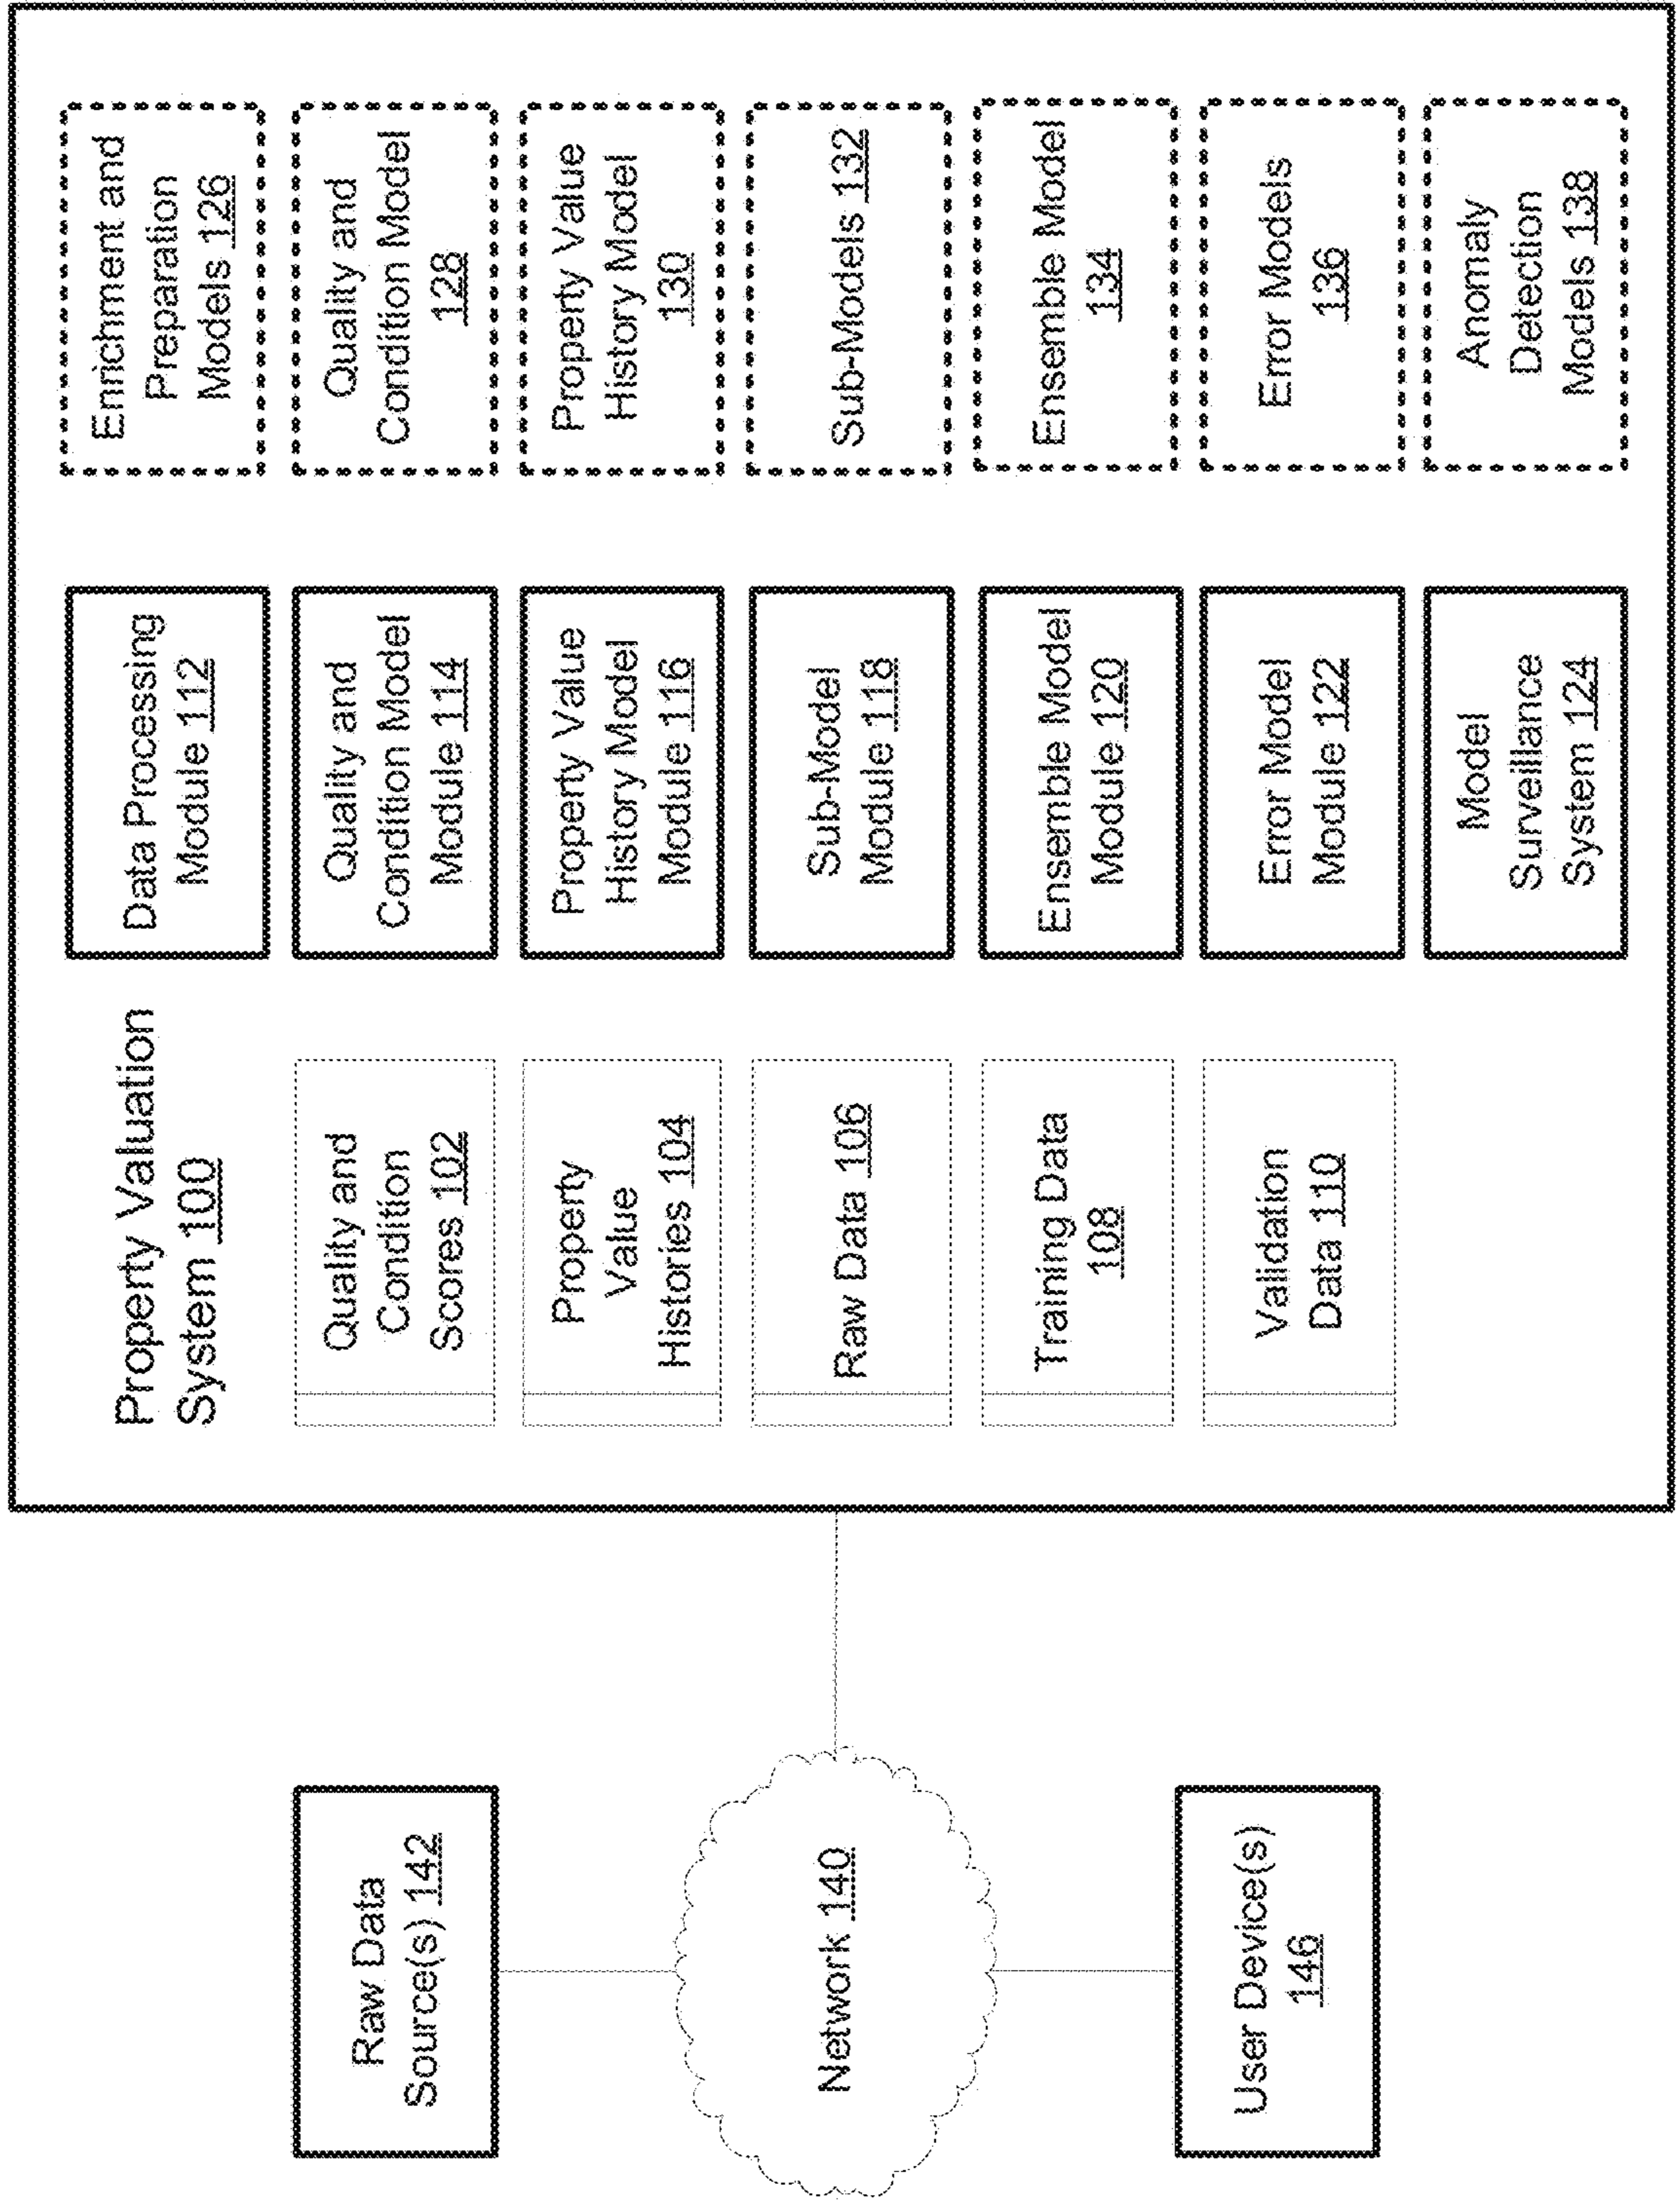 Raw Data
Source(s) 142
Network 140
User Device(s)
146
Property Valuation
System 100
Quality and
Condition
Scores 102
Property
Value
Histories 104
Raw Data 106
Training Data
108
Validation
Data 110
Data Processing
Module 112
Quality and
Condition Model
Module 114
Property Value
History Model
Module 116
Sub-Model
Module 118
Ensemble Model
Module 120
Error Model
Module 122
Model
Surveillance
System 124
Enrichment and
Preparation
Models 126
Quality and
Condition Model
128
Property Value
History Model
130
Sub-Models 132
Ensemble Model
134
Error Models
136
Anomaly
Detection
Models 138